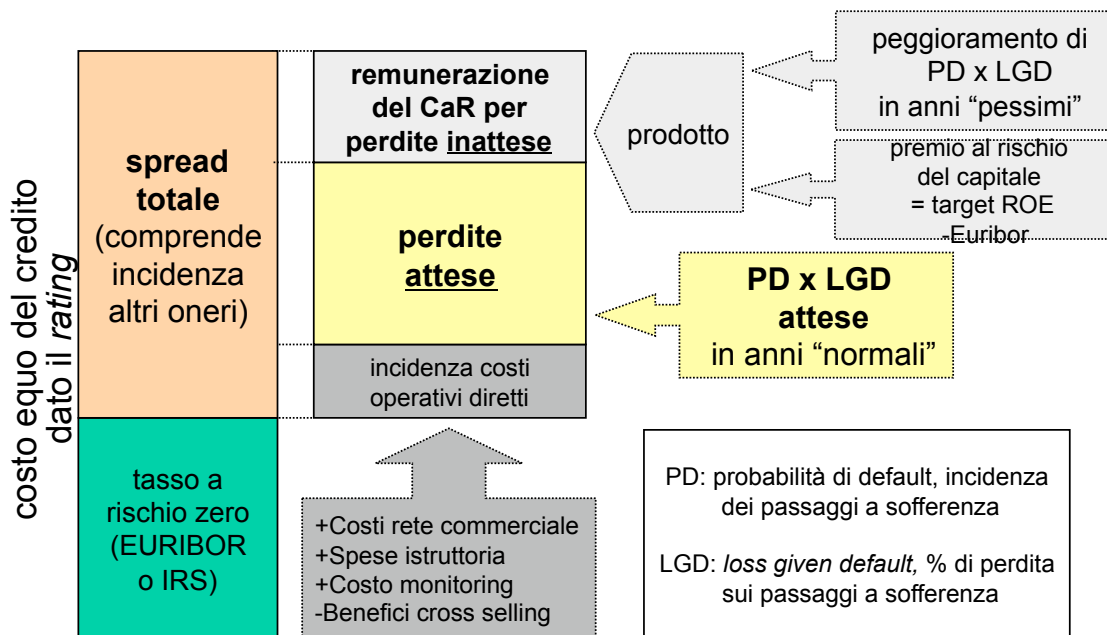 costo equo del credito
dato il rating
spread
totale
(comprende
incidenza
altri oneri)
tasso a
rischio zero
(EURIBOR
o IRS)
remunerazione
del CaR per
perdite inattese
perdite
attese
incidenza costi
operativi diretti
+Costi rete commerciale
+Spese istruttoria
+Costo monitoring
-Benefici cross selling
prodotto
peggioramento di
PD x LGD
in anni “pessimi”
premio al rischio
del capitale
= target ROE
-Euribor
PD x LGD
attese
in anni “normali”
PD: probabilità di default, incidenza
dei passaggi a sofferenza
LGD: loss given default, % di perdita
sui passaggi a sofferenza